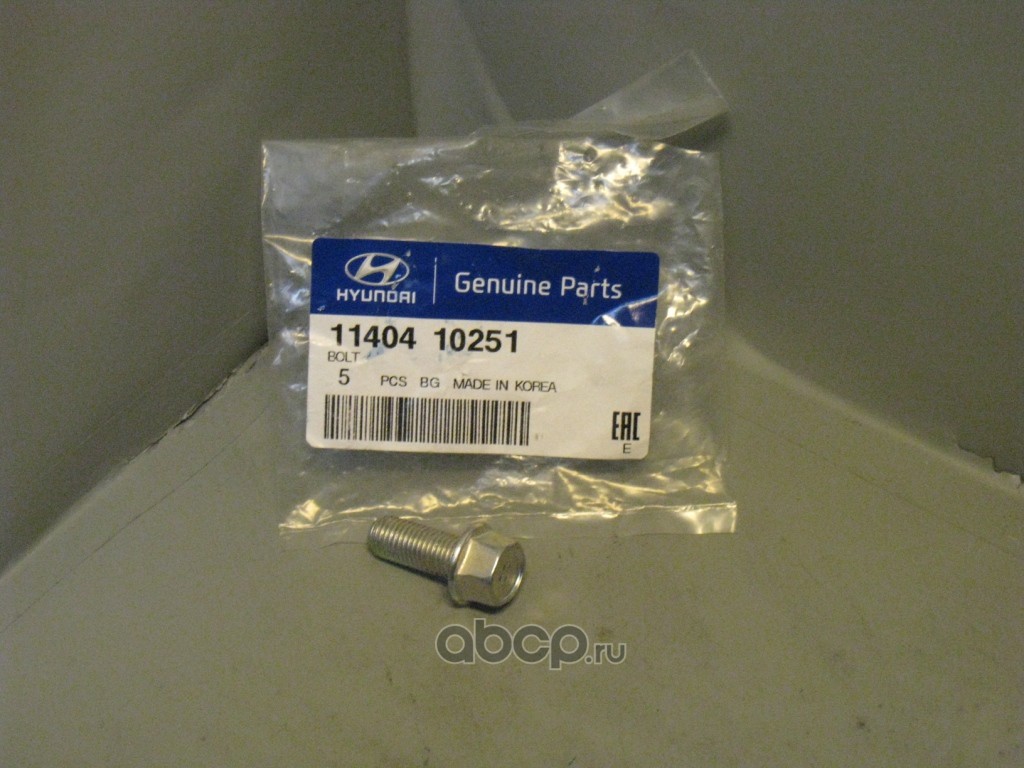 HYUNDAI
Genuine Parts
11404 10251
BOLT
5 PCS BG MADE IN KOREA
EAC
E
abcp.ru